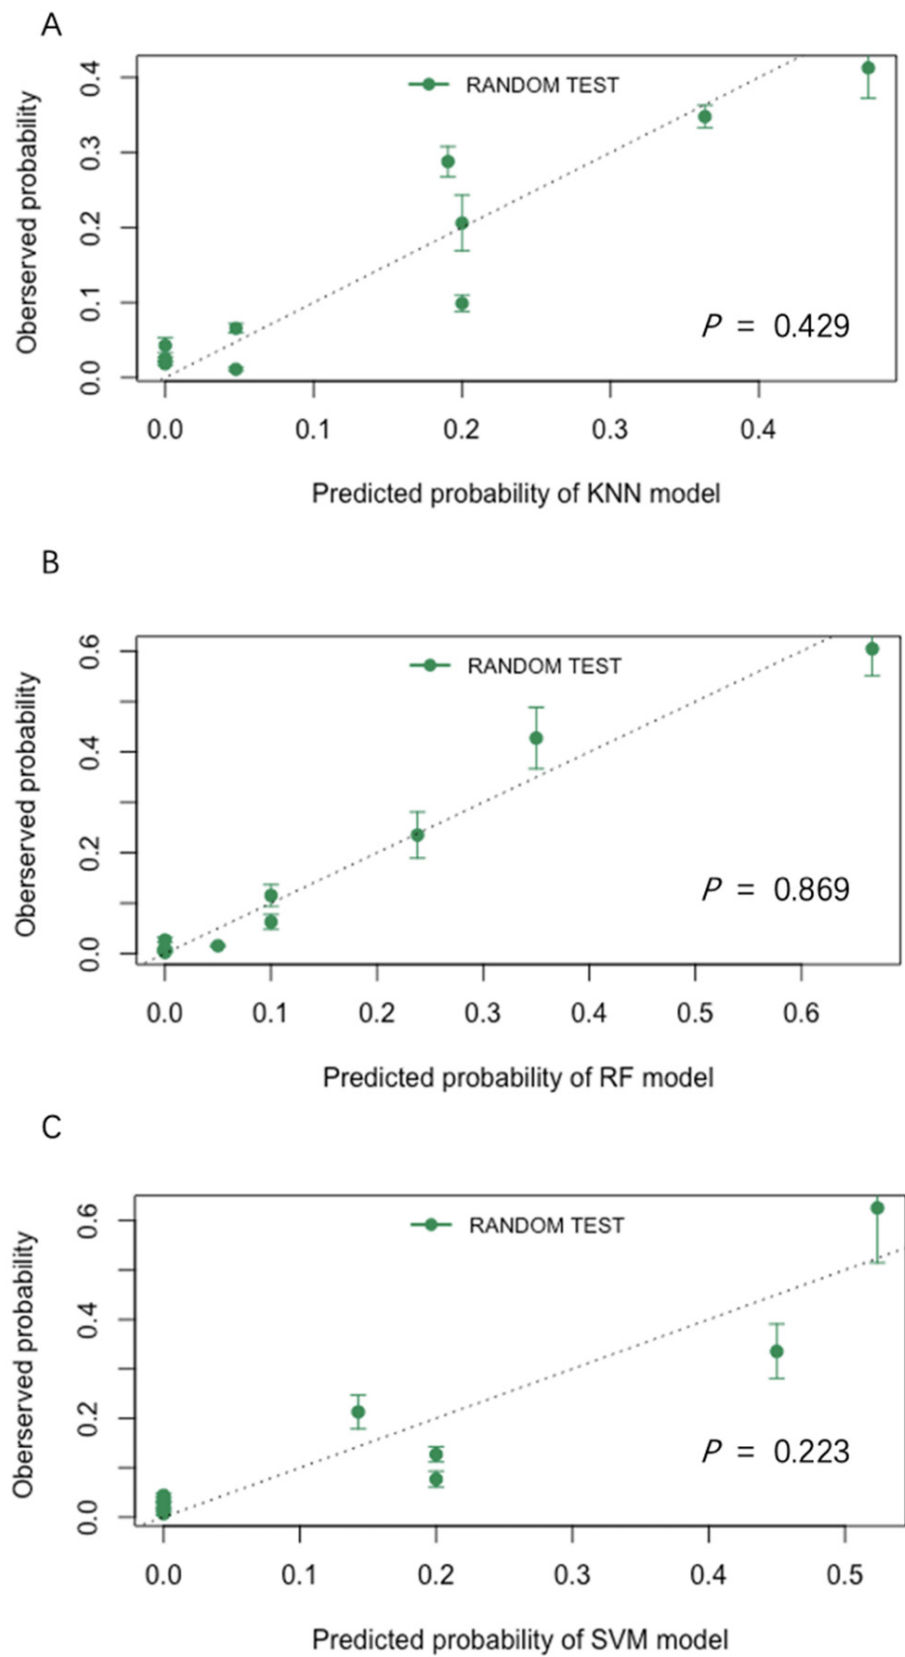 A
RANDOM TEST
Oberserved probability
0.4
0.3
0.2
0.1
0.0
P = 0.429
0.0 0.1 0.2 0.3 0.4
Predicted probability of KNN model
B
RANDOM TEST
Oberserved probability
0.6
0.4
0.2
0.0
P = 0.869
0.0 0.1 0.2 0.3 0.4 0.5 0.6
Predicted probability of RF model
C
RANDOM TEST
Oberserved probability
0.6
0.4
0.2
0.0
P = 0.223
0.0 0.1 0.2 0.3 0.4 0.5
Predicted probability of SVM model